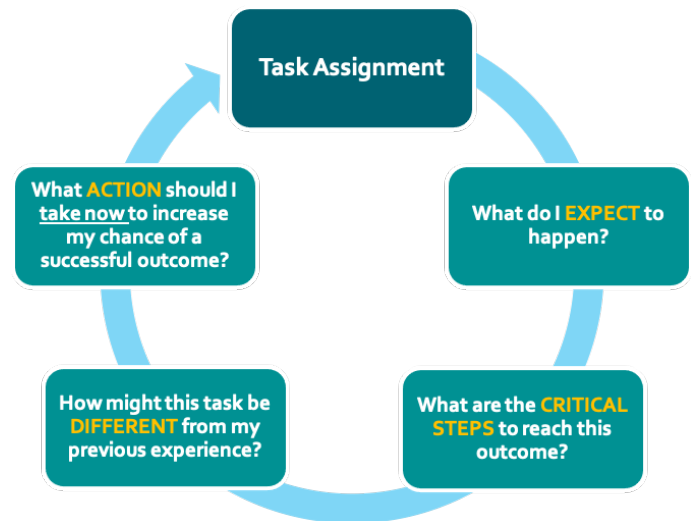 Task Assignment
What do I EXPECT to
happen?
What are the CRITICAL
STEPS to reach this
outcome?
How might this task be
DIFFERENT from my
previous experience?
What ACTION should I
take now to increase
my chance of a
successful outcome?